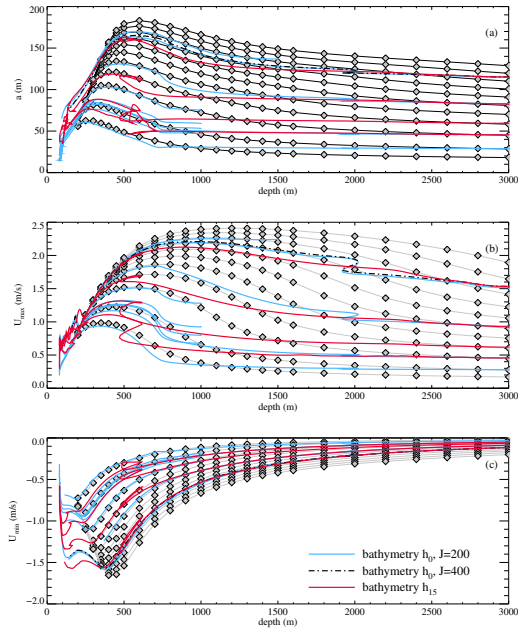 200
(a)
150
a (m)
100
50
0
0 500 1000 1500 2000 2500 3000
depth (m)
2.5
(b)
2.0
U_max (m/s)
1.5
1.0
0.5
0.0
0 500 1000 1500 2000 2500 3000
depth (m)
0.0
(c)
−0.5
U_min (m/s)
−1.0
−1.5
−2.0
bathymetry h_0, J=200
bathymetry h_0, J=400
bathymetry h_15
0 500 1000 1500 2000 2500 3000
depth (m)